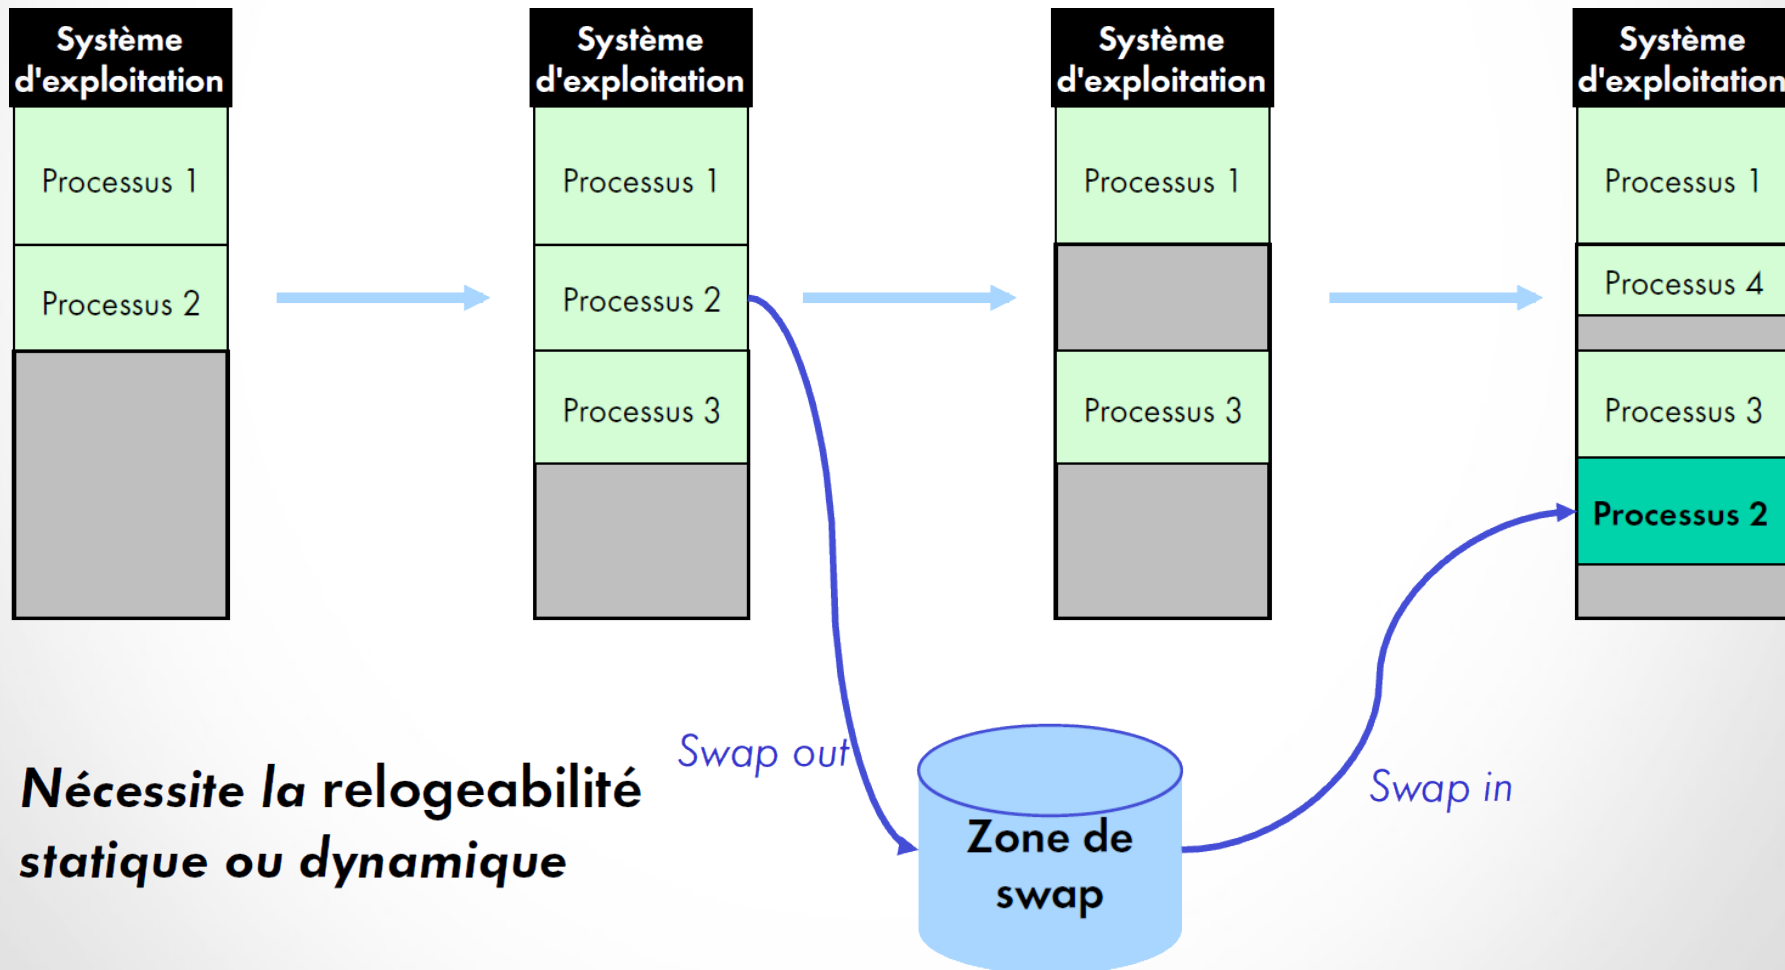 Système
d'exploitation
Processus 1
Processus 2
Système
d'exploitation
Processus 1
Processus 2
Processus 3
Système
d'exploitation
Processus 1
Processus 3
Système
d'exploitation
Processus 1
Processus 4
Processus 3
Processus 2
Swap out
Swap in
Zone de
swap
Nécessite la relogeabilité
statique ou dynamique